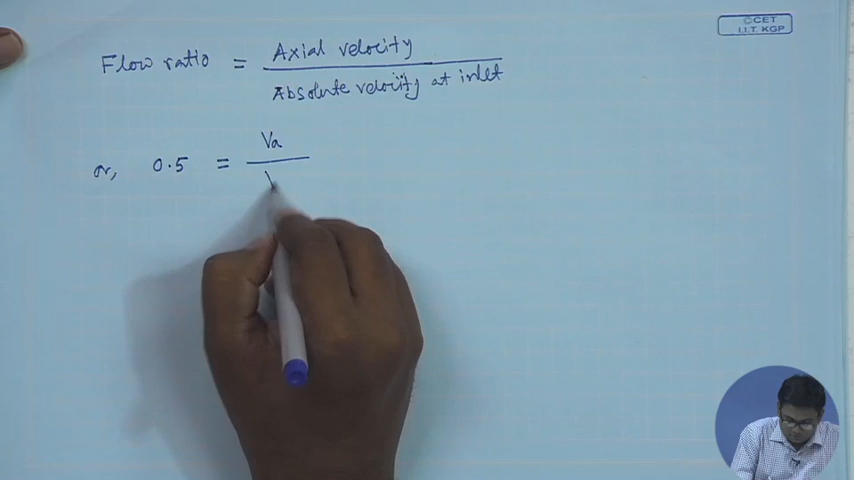 ©CET
I.I.T. KGP
Flow ratio = Axial velocity
Absolute velocity at inlet
or, 0.5 = Va